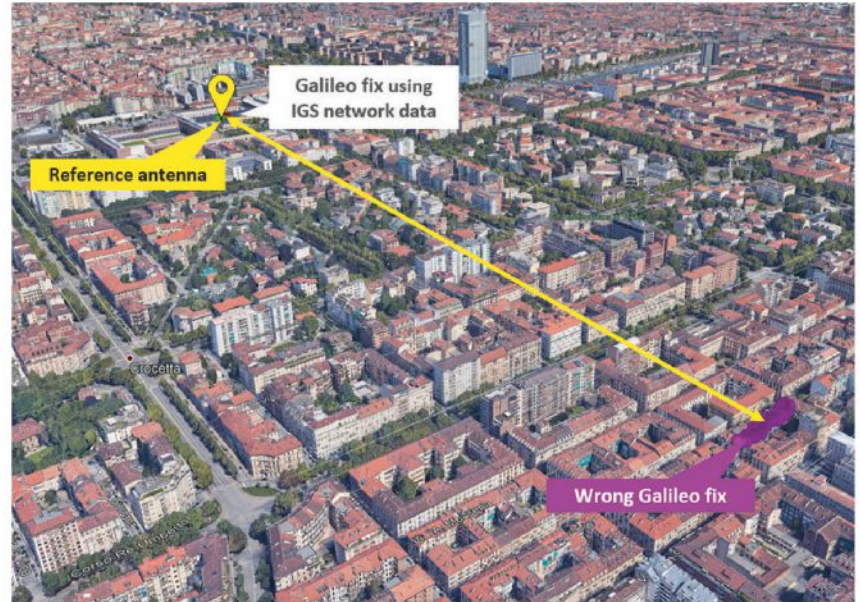 Galileo fix using
IGS network data
Reference antenna
Crocetta
Wrong Galileo fix